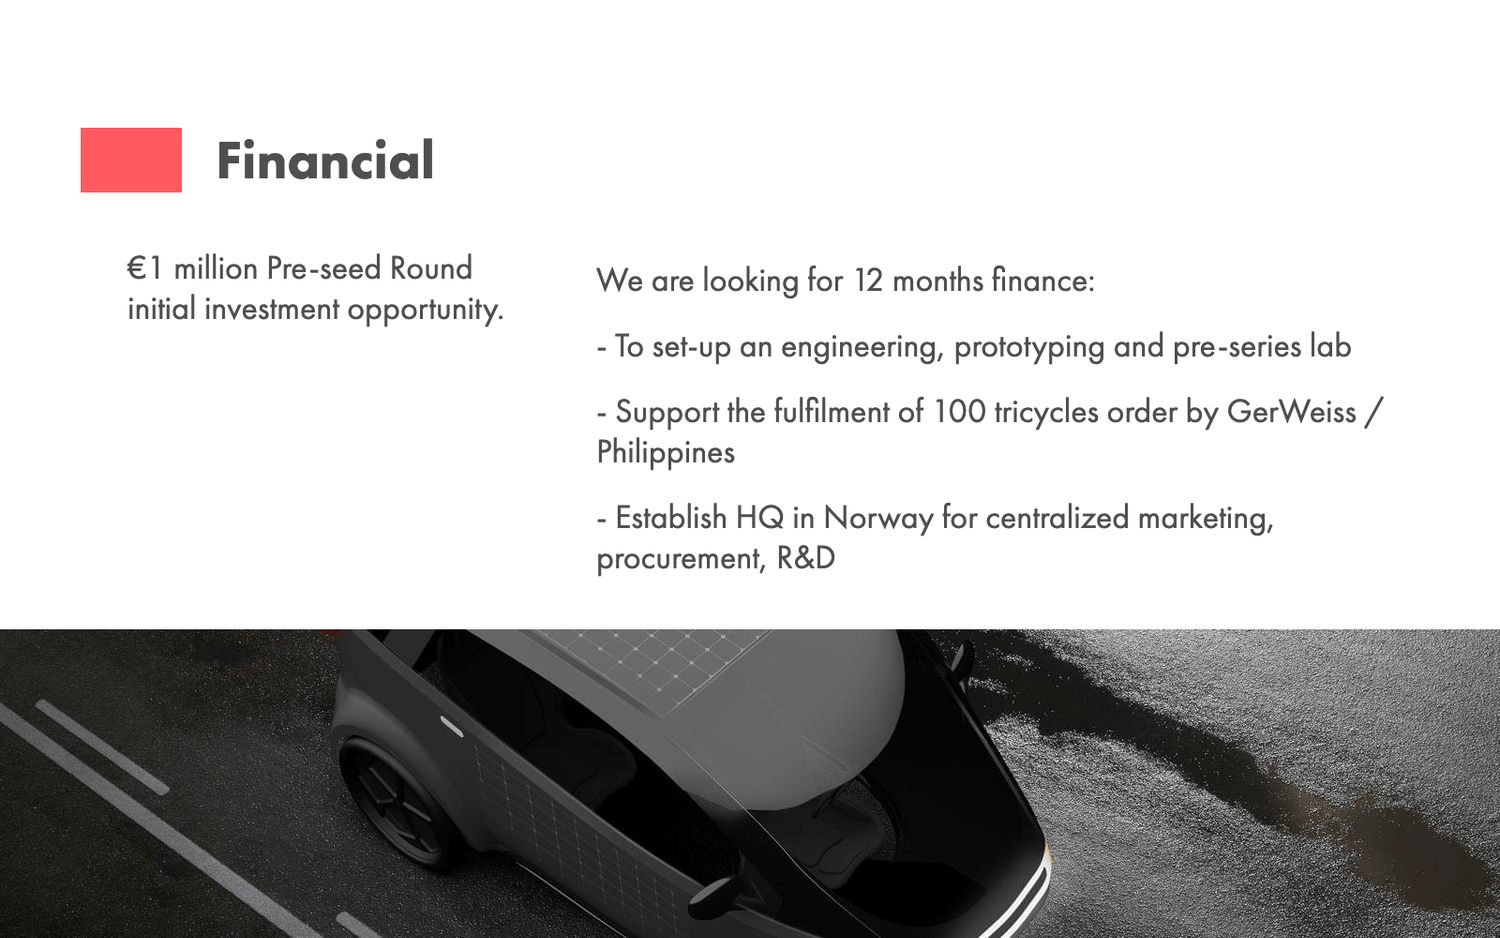 Financial
€1 million Pre-seed Round
initial investment opportunity.
We are looking for 12 months finance:
- To set-up an engineering, prototyping and pre-series lab
- Support the fulfilment of 100 tricycles order by GerWeiss /
Philippines
- Establish HQ in Norway for centralized marketing,
procurement, R&D